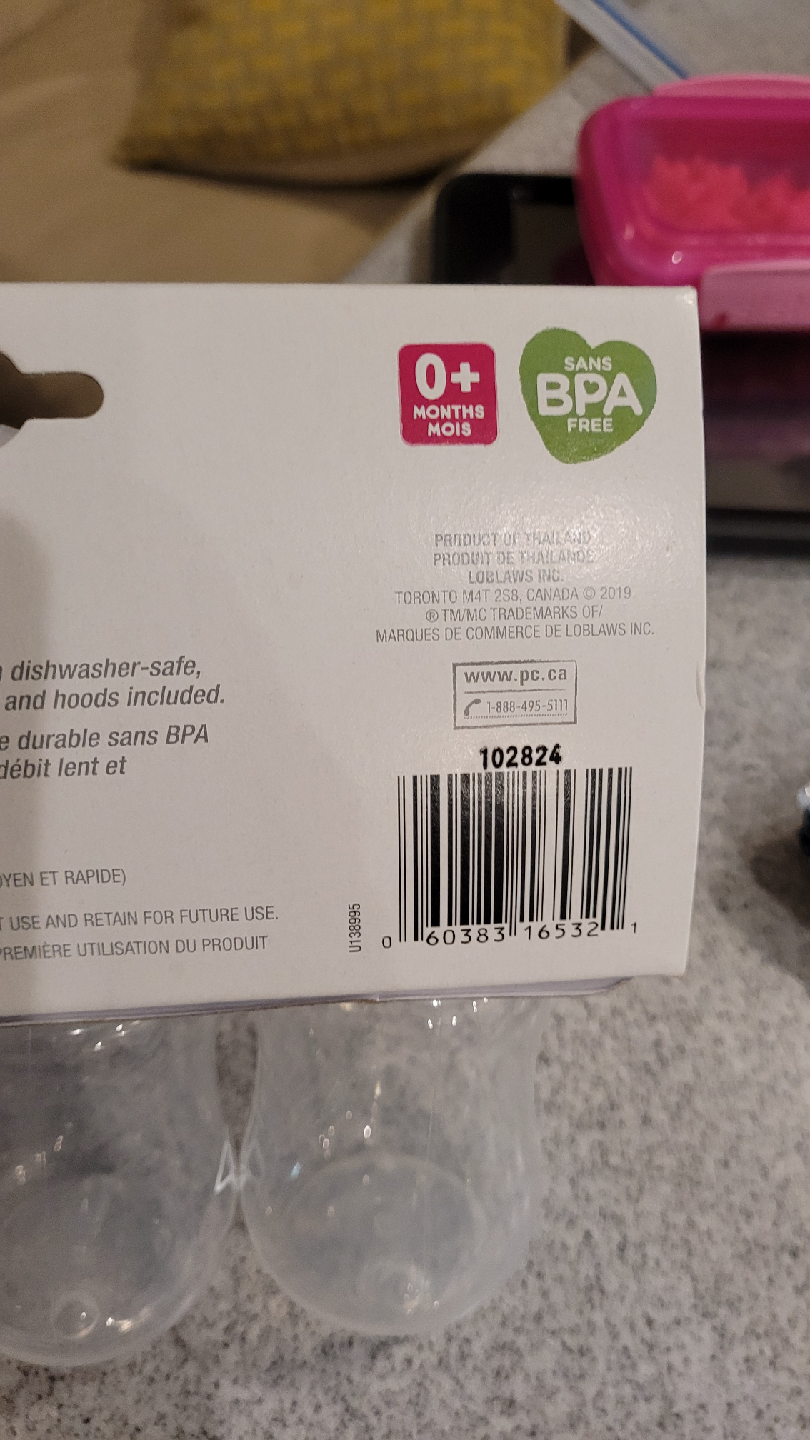 0+
MONTHS
MOIS
SANS
BPA
FREE
PRODUCT OF THAILAND
PRODUIT DE THAÏLANDE
LOBLAWS INC.
TORONTO M4T 2S8, CANADA © 2019
® TM/MC TRADEMARKS OF/
MARQUES DE COMMERCE DE LOBLAWS INC.
www.pc.ca
1-888-495-5111
dishwasher-safe,
and hoods included.
durable sans BPA
débit lent et
OYEN ET RAPIDE)
USE AND RETAIN FOR FUTURE USE.
PREMIÈRE UTILISATION DU PRODUIT
U138995
102824
0 60383 16532 1